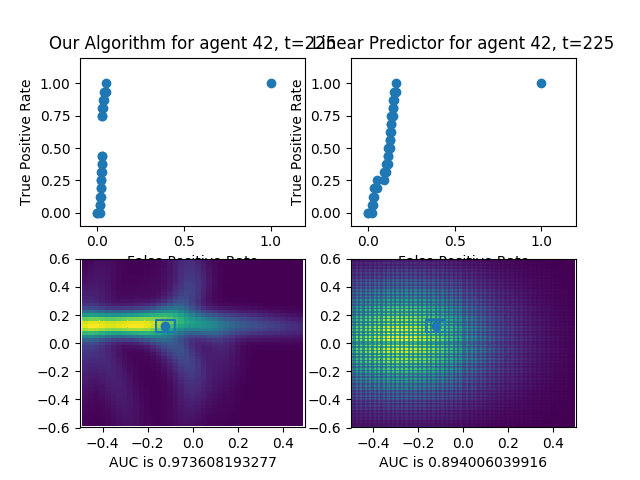 Our Algorithm for agent 42, t=225
Linear Predictor for agent 42, t=225
True Positive Rate
1.00
0.75
0.50
0.25
0.00
0.0 0.5 1.0
False Positive Rate
True Positive Rate
1.00
0.75
0.50
0.25
0.00
0.0 0.5 1.0
False Positive Rate
0.6
0.4
0.2
0.0
−0.2
−0.4
−0.6
−0.4 −0.2 0.0 0.2 0.4
AUC is 0.973608193277
0.6
0.4
0.2
0.0
−0.2
−0.4
−0.6
−0.4 −0.2 0.0 0.2 0.4
AUC is 0.894006039916